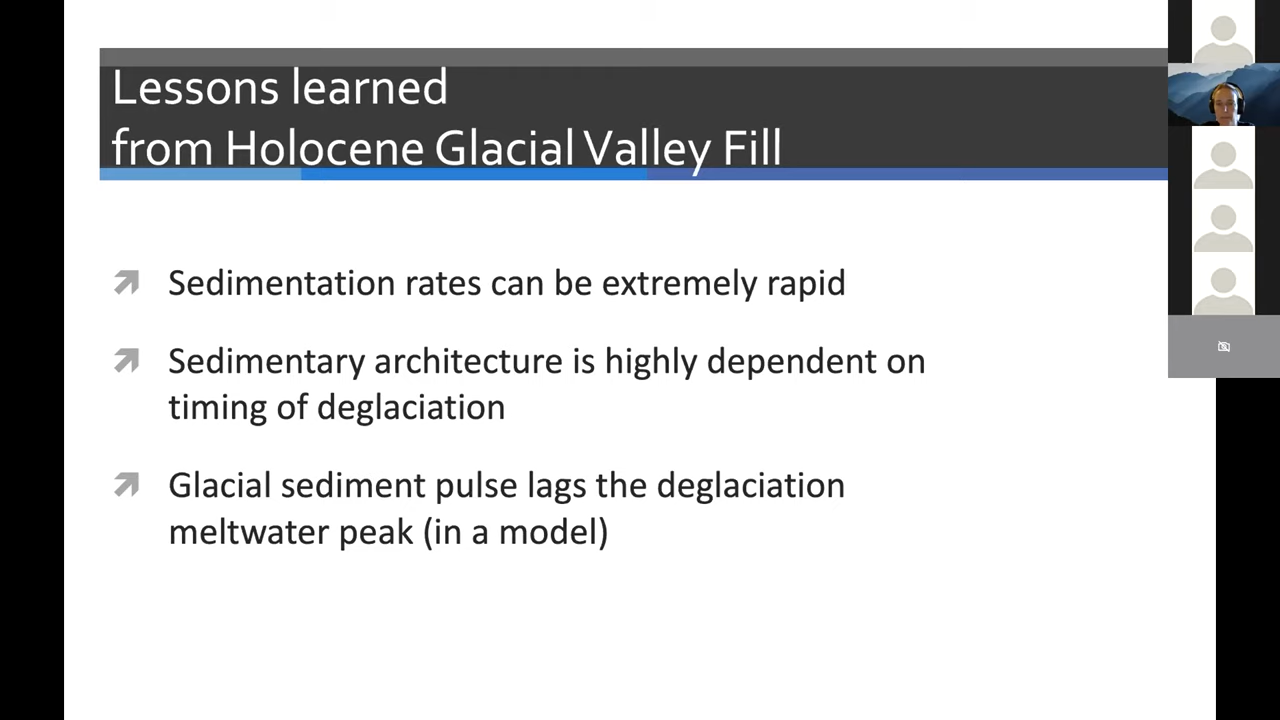 Lessons learned
from Holocene Glacial Valley Fill
Sedimentation rates can be extremely rapid
Sedimentary architecture is highly dependent on
timing of deglaciation
Glacial sediment pulse lags the deglaciation
meltwater peak (in a model)